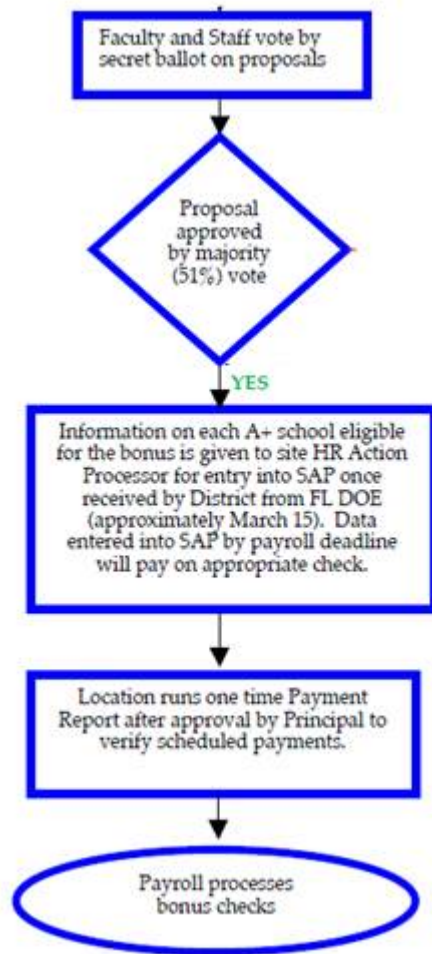 Faculty and Staff vote by
secret ballot on proposals
Proposal
approved
by majority
(51%) vote
YES
Information on each A+ school eligible
for the bonus is given to site HR Action
Processor for entry into SAP once
received by District from FL DOE
(approximately March 15). Data
entered into SAP by payroll deadline
will pay on appropriate check.
Location runs one time Payment
Report after approval by Principal to
verify scheduled payments.
Payroll processes
bonus checks